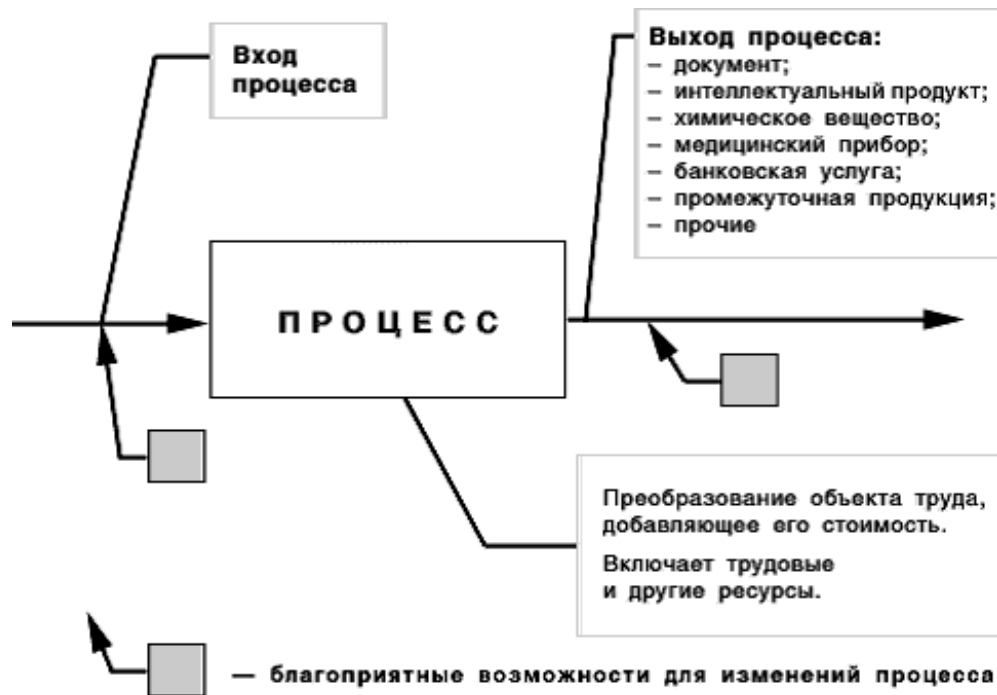 Вход
процесса
Выход процесса:
– документ;
– интеллектуальный продукт;
– химическое вещество;
– медицинский прибор;
– банковская услуга;
– промежуточная продукция;
– прочие
ПРОЦЕСС
Преобразование объекта труда,
добавляющее его стоимость.
Включает трудовые
и другие ресурсы.
— благоприятные возможности для изменений процесса